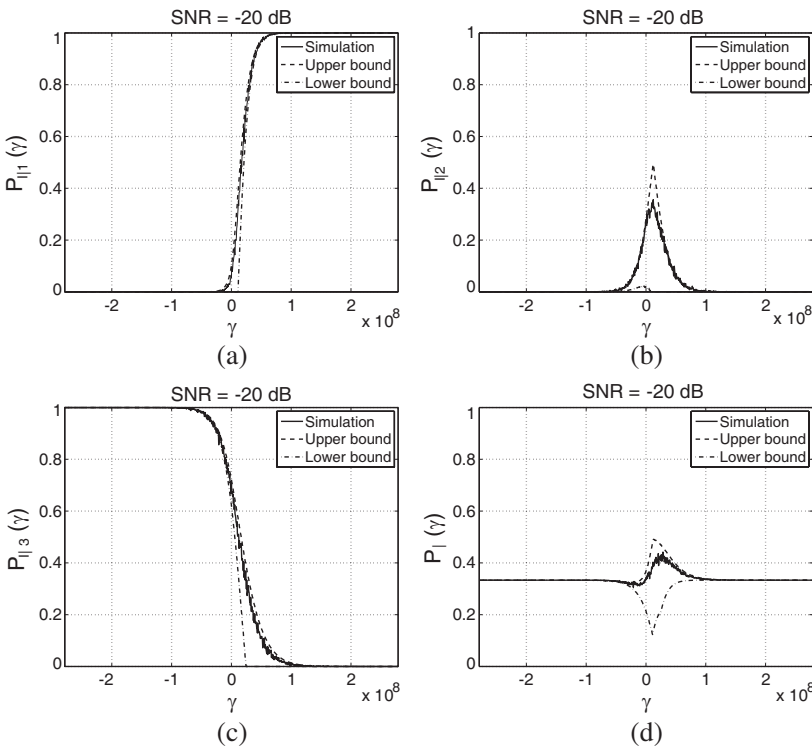 SNR = -20 dB
1
0.8
0.6
0.4
0.2
0
P_{I|1} (γ)
Simulation
Upper bound
Lower bound
-2 -1 0 1 2
x 10^8
γ
(a)
SNR = -20 dB
1
0.8
0.6
0.4
0.2
0
P_{I|2} (γ)
Simulation
Upper bound
Lower bound
-2 -1 0 1 2
x 10^8
γ
(b)
SNR = -20 dB
1
0.8
0.6
0.4
0.2
0
P_{I|3} (γ)
Simulation
Upper bound
Lower bound
-2 -1 0 1 2
x 10^8
γ
(c)
SNR = -20 dB
1
0.8
0.6
0.4
0.2
0
P_| (γ)
Simulation
Upper bound
Lower bound
-2 -1 0 1 2
x 10^8
γ
(d)